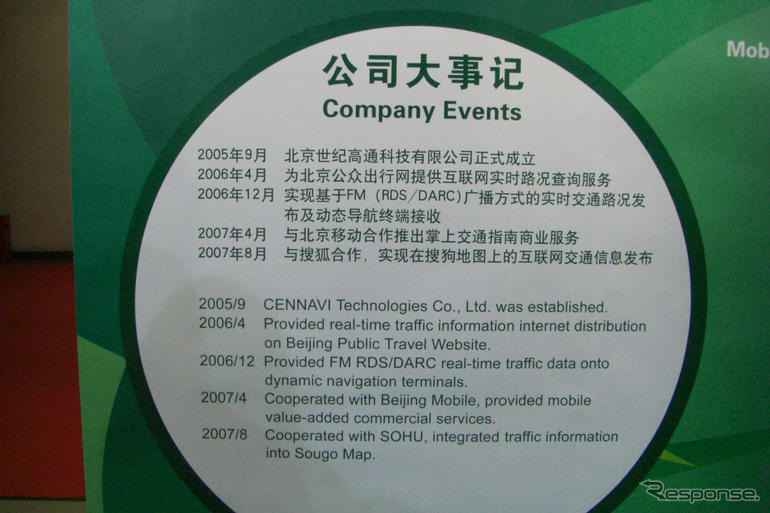 公司大事记
Company Events
Mob
2005年9月 北京世纪高通科技有限公司正式成立
2006年4月 为北京公众出行网提供互联网实时路况查询服务
2006年12月 实现基于FM(RDS/DARC)广播方式的实时交通路况发
布及动态导航终端接收
2007年4月 与北京移动合作推出掌上交通指南商业服务
2007年8月 与搜狐合作，实现在搜狗地图上的互联网交通信息发布
2005/9 CENNAVI Technologies Co., Ltd. was established.
2006/4 Provided real-time traffic information internet distribution
on Beijing Public Travel Website.
2006/12 Provided FM RDS/DARC real-time traffic data onto
dynamic navigation terminals.
2007/4 Cooperated with Beijing Mobile, provided mobile
value-added commercial services.
2007/8 Cooperated with SOHU, integrated traffic information
into Sougo Map.
Response.